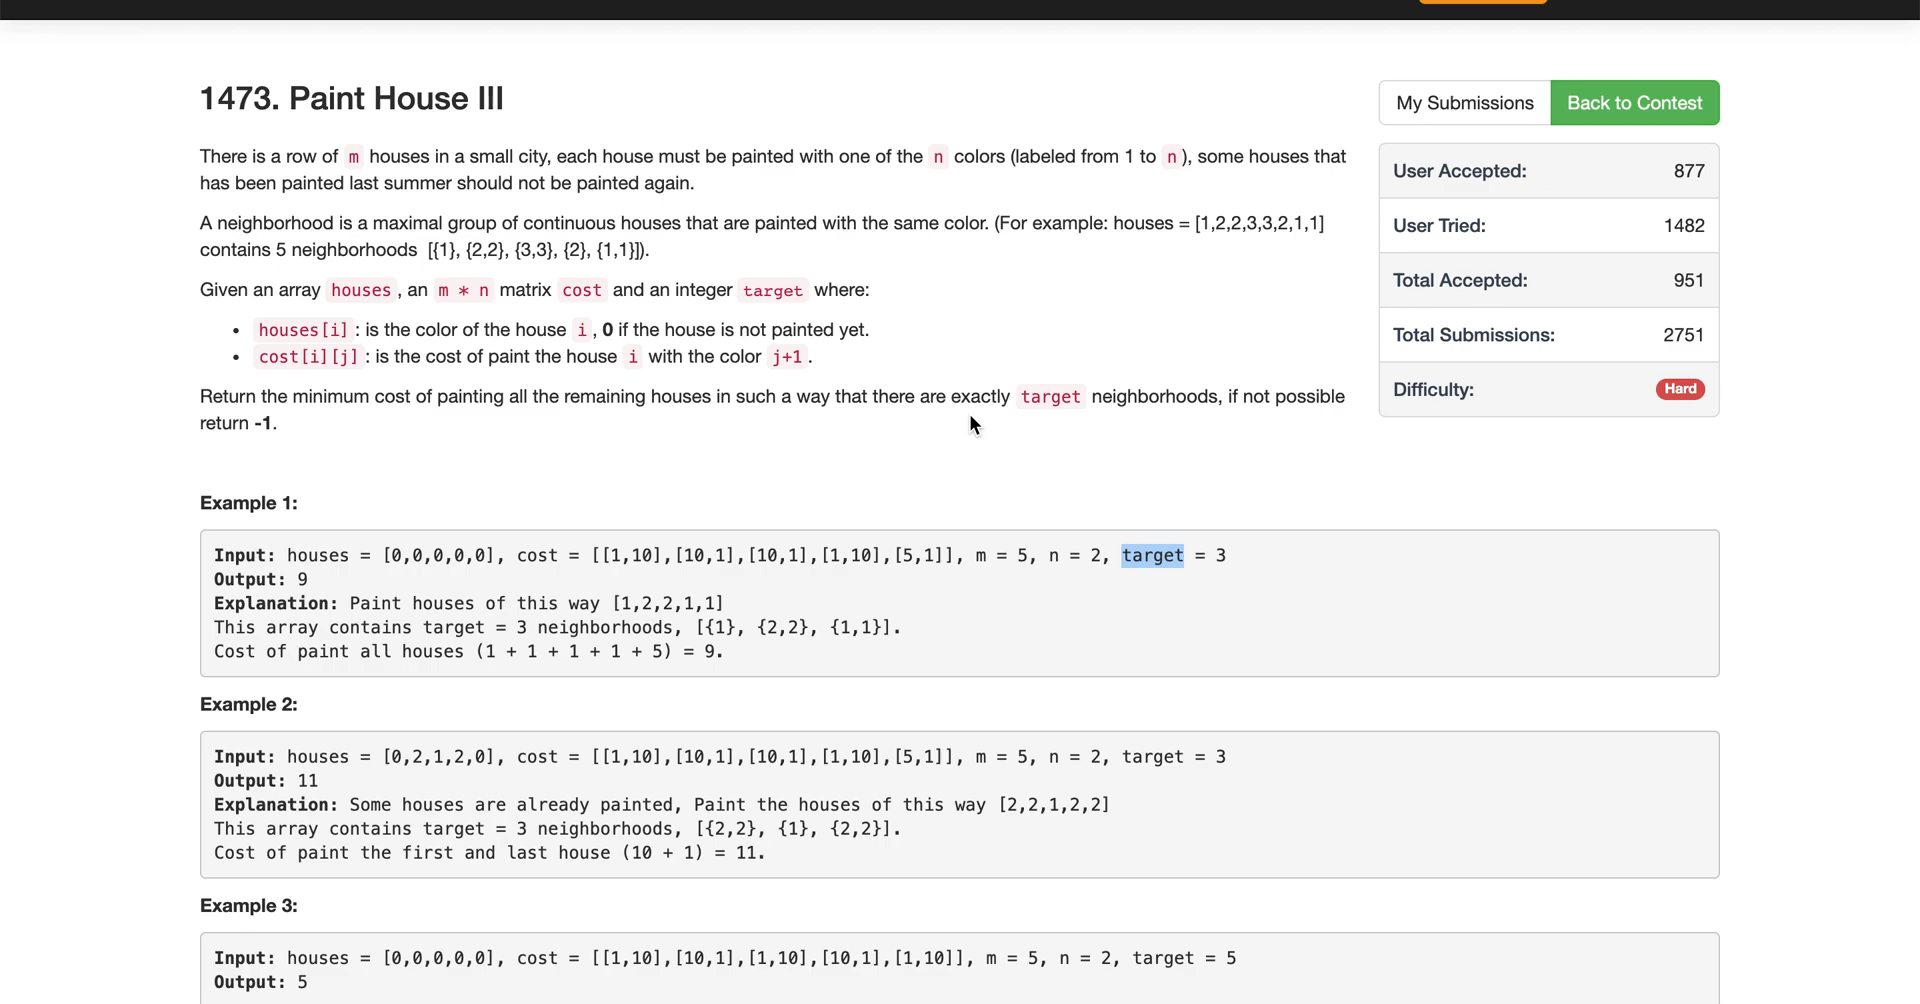 1473. Paint House III
My Submissions
Back to Contest
There is a row of m houses in a small city, each house must be painted with one of the n colors (labeled from 1 to n), some houses that
has been painted last summer should not be painted again.
A neighborhood is a maximal group of continuous houses that are painted with the same color. (For example: houses = [1,2,2,3,3,2,1,1]
contains 5 neighborhoods [{1}, {2,2}, {3,3}, {2}, {1,1}]).
Given an array houses, an m * n matrix cost and an integer target where:
• houses[i]: is the color of the house i, 0 if the house is not painted yet.
• cost[i][j]: is the cost of paint the house i with the color j+1.
Return the minimum cost of painting all the remaining houses in such a way that there are exactly target neighborhoods, if not possible
return -1.
User Accepted: 877
User Tried: 1482
Total Accepted: 951
Total Submissions: 2751
Difficulty: Hard
Example 1:
Input: houses = [0,0,0,0,0], cost = [[1,10],[10,1],[10,1],[1,10],[5,1]], m = 5, n = 2, target = 3
Output: 9
Explanation: Paint houses of this way [1,2,2,1,1]
This array contains target = 3 neighborhoods, [{1}, {2,2}, {1,1}].
Cost of paint all houses (1 + 1 + 1 + 1 + 5) = 9.
Example 2:
Input: houses = [0,2,1,2,0], cost = [[1,10],[10,1],[10,1],[1,10],[5,1]], m = 5, n = 2, target = 3
Output: 11
Explanation: Some houses are already painted, Paint the houses of this way [2,2,1,2,2]
This array contains target = 3 neighborhoods, [{2,2}, {1}, {2,2}].
Cost of paint the first and last house (10 + 1) = 11.
Example 3:
Input: houses = [0,0,0,0,0], cost = [[1,10],[10,1],[1,10],[10,1],[1,10]], m = 5, n = 2, target = 5
Output: 5